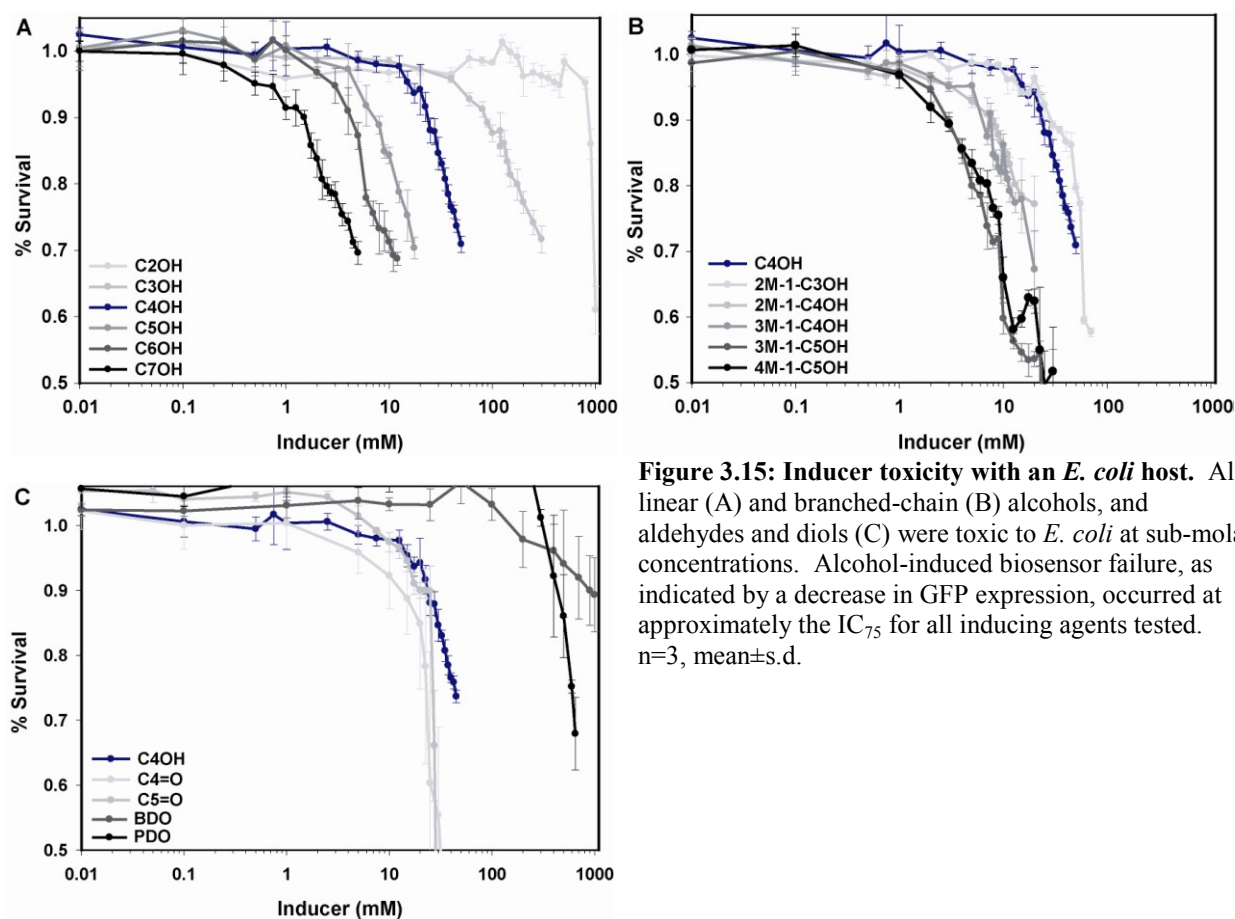 A
% Survival
1.0
0.9
0.8
0.7
0.6
0.5
C2OH
C3OH
C4OH
C5OH
C6OH
C7OH
0.01 0.1 1 10 100 1000
Inducer (mM)
B
% Survival
1.0
0.9
0.8
0.7
0.6
0.5
C4OH
2M-1-C3OH
2M-1-C4OH
3M-1-C4OH
3M-1-C5OH
4M-1-C5OH
0.01 0.1 1 10 100 1000
Inducer (mM)
C
% Survival
1.0
0.9
0.8
0.7
0.6
0.5
C4OH
C4=O
C5=O
BDO
PDO
0.01 0.1 1 10 100 1000
Inducer (mM)
Figure 3.15: Inducer toxicity with an E. coli host. Al
linear (A) and branched-chain (B) alcohols, and
aldehydes and diols (C) were toxic to E. coli at sub-mola
concentrations. Alcohol-induced biosensor failure, as
indicated by a decrease in GFP expression, occurred at
approximately the IC75 for all inducing agents tested.
n=3, mean±s.d.